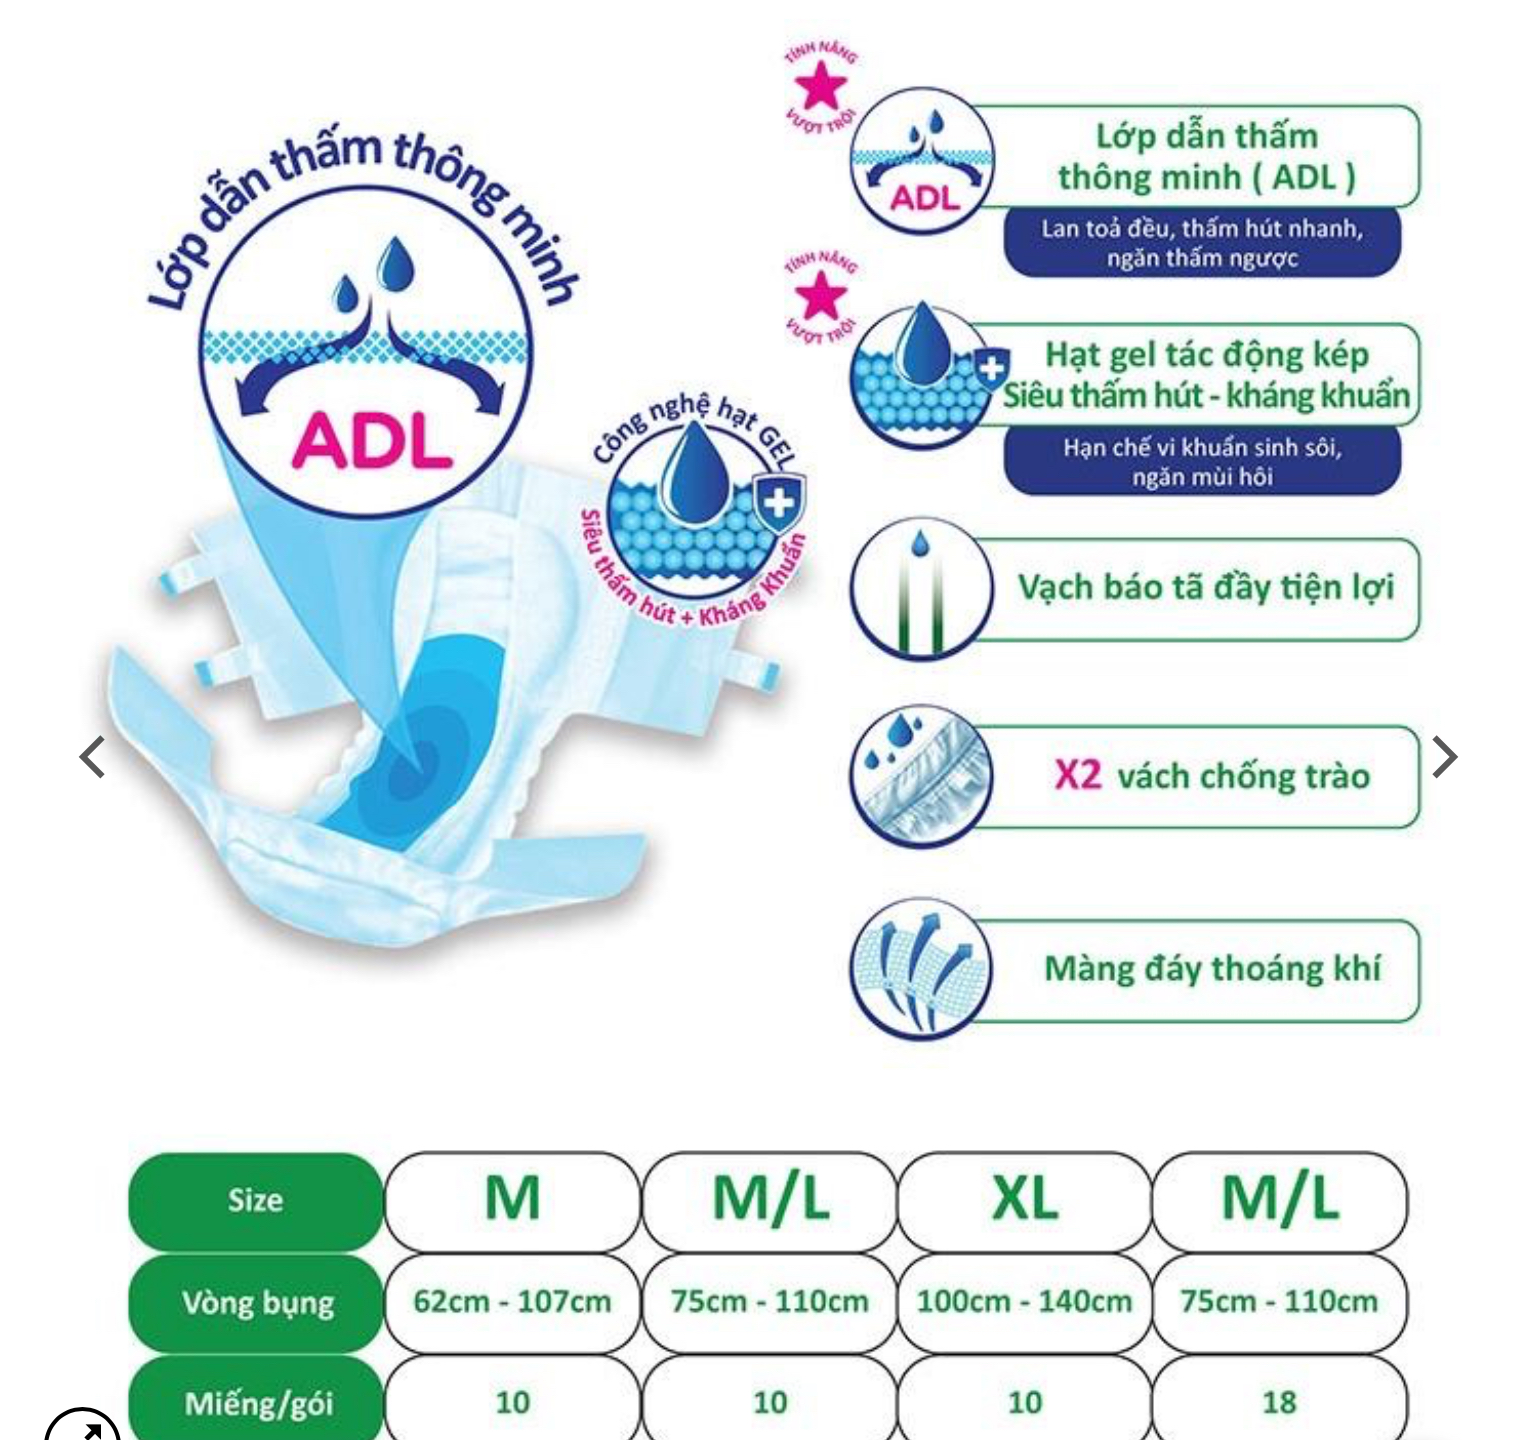 Lớp dẫn thấm thông minh
ADL
Công nghệ hạt GEL
Siêu thấm hút + Kháng Khuẩn
TÍNH NĂNG
VƯỢT TRỘI
ADL
Lớp dẫn thấm
thông minh ( ADL )
Lan toả đều, thấm hút nhanh,
ngăn thấm ngược
TÍNH NĂNG
VƯỢT TRỘI
Hạt gel tác động kép
Siêu thấm hút - kháng khuẩn
Hạn chế vi khuẩn sinh sôi,
ngăn mùi hôi
Vạch báo tã đầy tiện lợi
X2 vách chống trào
Màng đáy thoáng khí
Size M M/L XL M/L
Vòng bụng 62cm - 107cm 75cm - 110cm 100cm - 140cm 75cm - 110cm
Miếng/gói 10 10 10 18